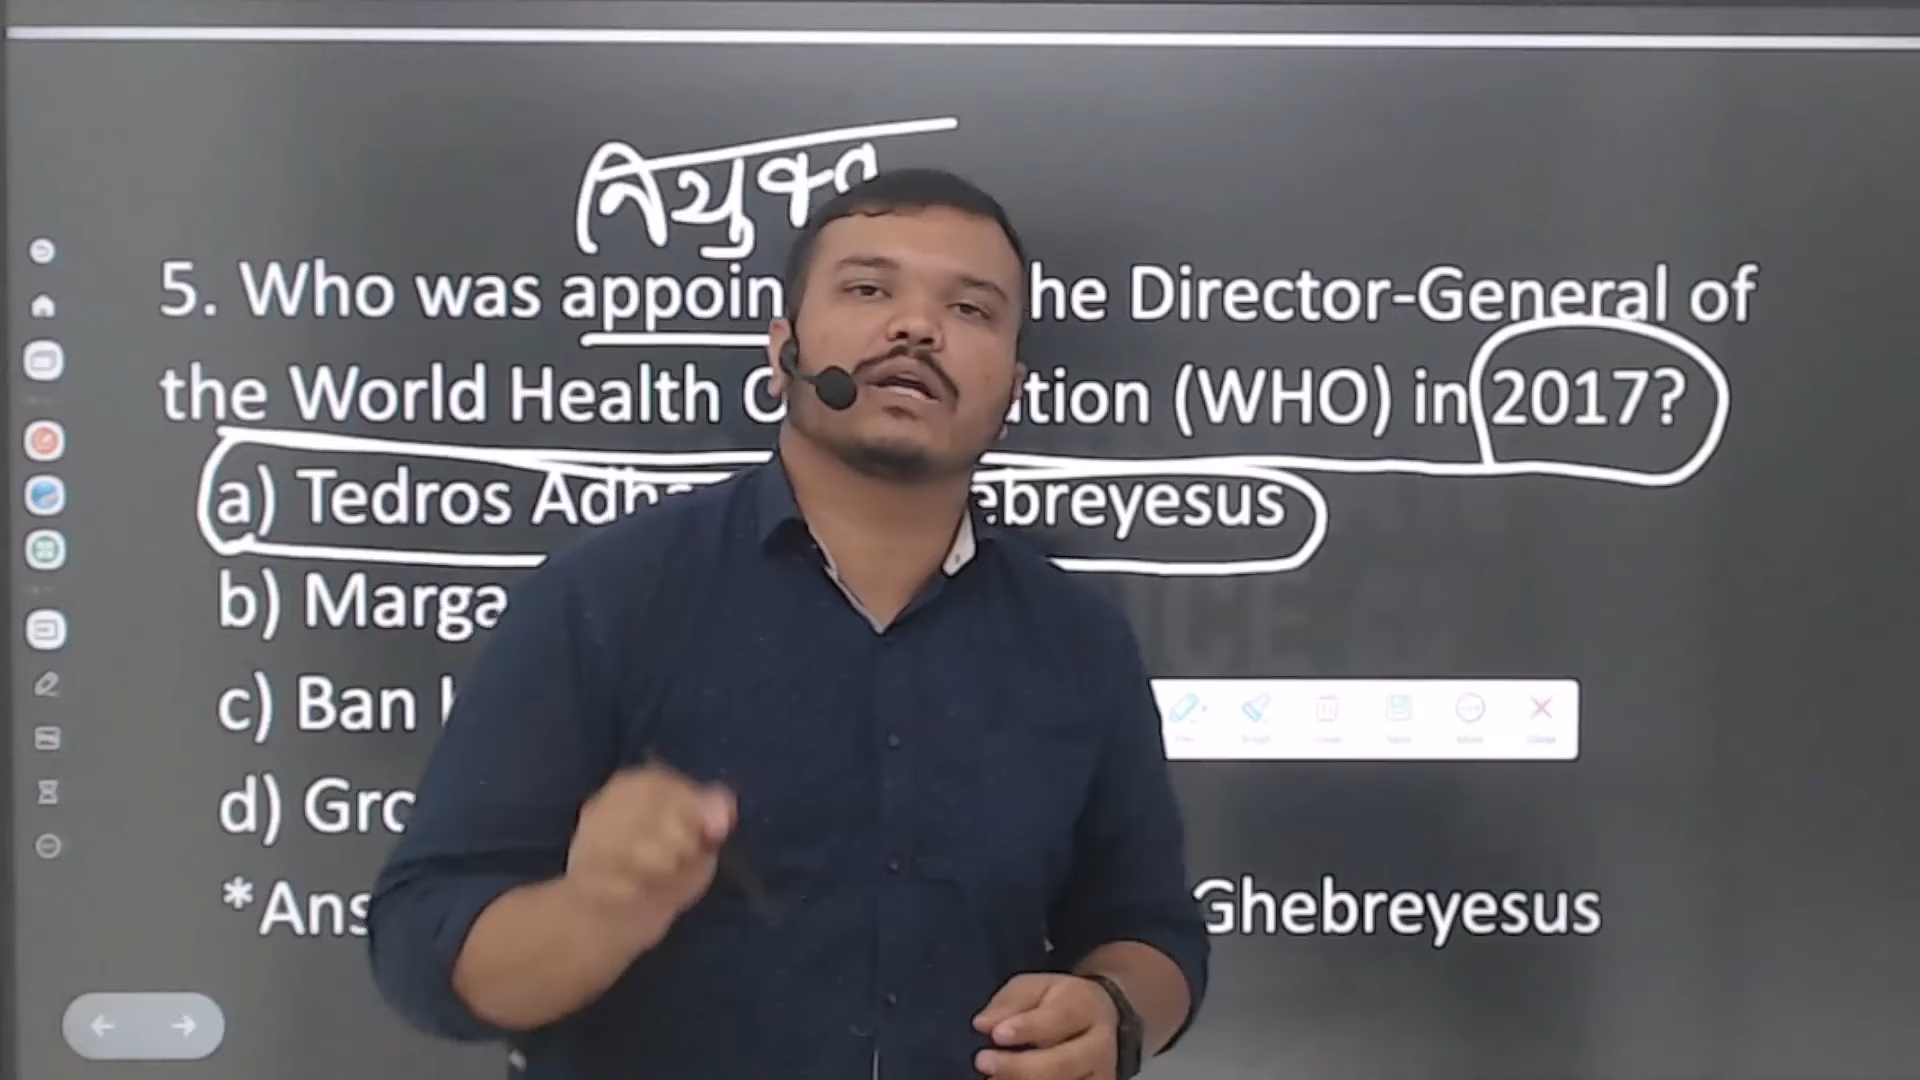 নিযুক্ত
5. Who was appoin he Director-General of
the World Health O ation (WHO) in 2017?
a) Tedros Adha ebreyesus
b) Marga
c) Ban
d) Gro
*Ans Ghebreyesus